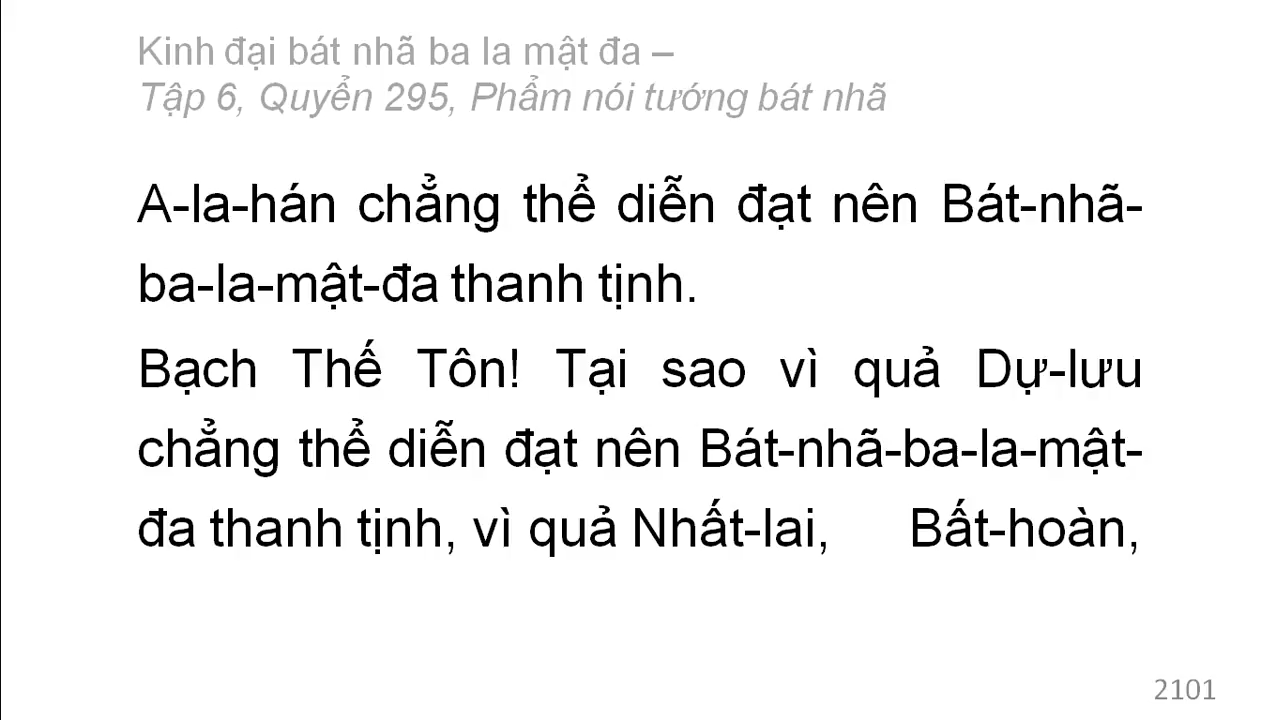 Kinh đại bát nhã ba la mật đa –
Tập 6, Quyển 295, Phẩm nói tướng bát nhã
A-la-hán chẳng thể diễn đạt nên Bát-nhã-
ba-la-mật-đa thanh tịnh.
Bạch Thế Tôn! Tại sao vì quả Dự-lưu
chẳng thể diễn đạt nên Bát-nhã-ba-la-mật-
đa thanh tịnh, vì quả Nhất-lai, Bất-hoàn,
2101